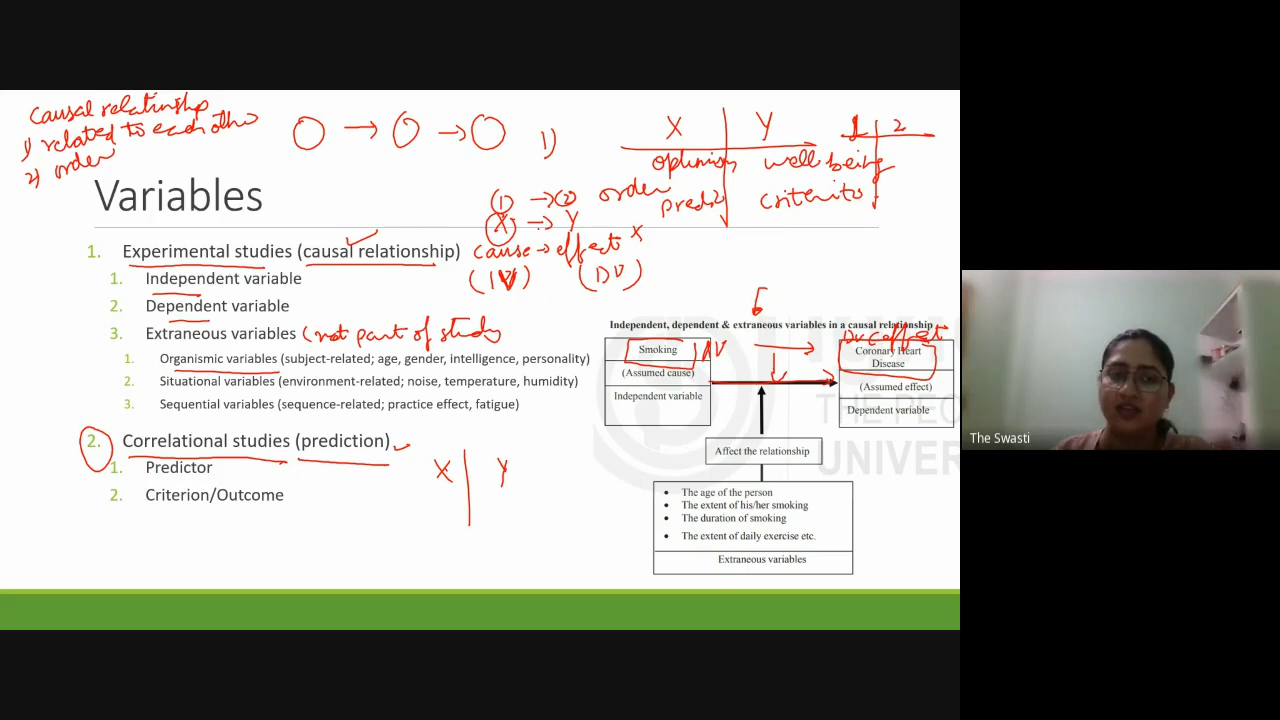 causal relationship
1) related to each other
2) order
1)
X Y
optimism well being
predic criterito
1 2
Variables
(1) → (2) order
X → Y
cause → effect X
(IV) (DV)
1. Experimental studies (causal relationship)
1. Independent variable
2. Dependent variable
3. Extraneous variables (not part of study
1. Organismic variables (subject-related; age, gender, intelligence, personality)
2. Situational variables (environment-related; noise, temperature, humidity)
3. Sequential variables (sequence-related; practice effect, fatigue)
2. Correlational studies (prediction)
1. Predictor
2. Criterion/Outcome
X Y
Independent, dependent & extraneous variables in a causal relationship
Smoking
IV
(Assumed cause)
Independent variable
DV effect
Coronary Heart
Disease
(Assumed effect)
Dependent variable
THE PEOPLE
UNIVER
Affect the relationship
• The age of the person
• The extent of his/her smoking
• The duration of smoking
• The extent of daily exercise etc.
Extraneous variables
The Swasti